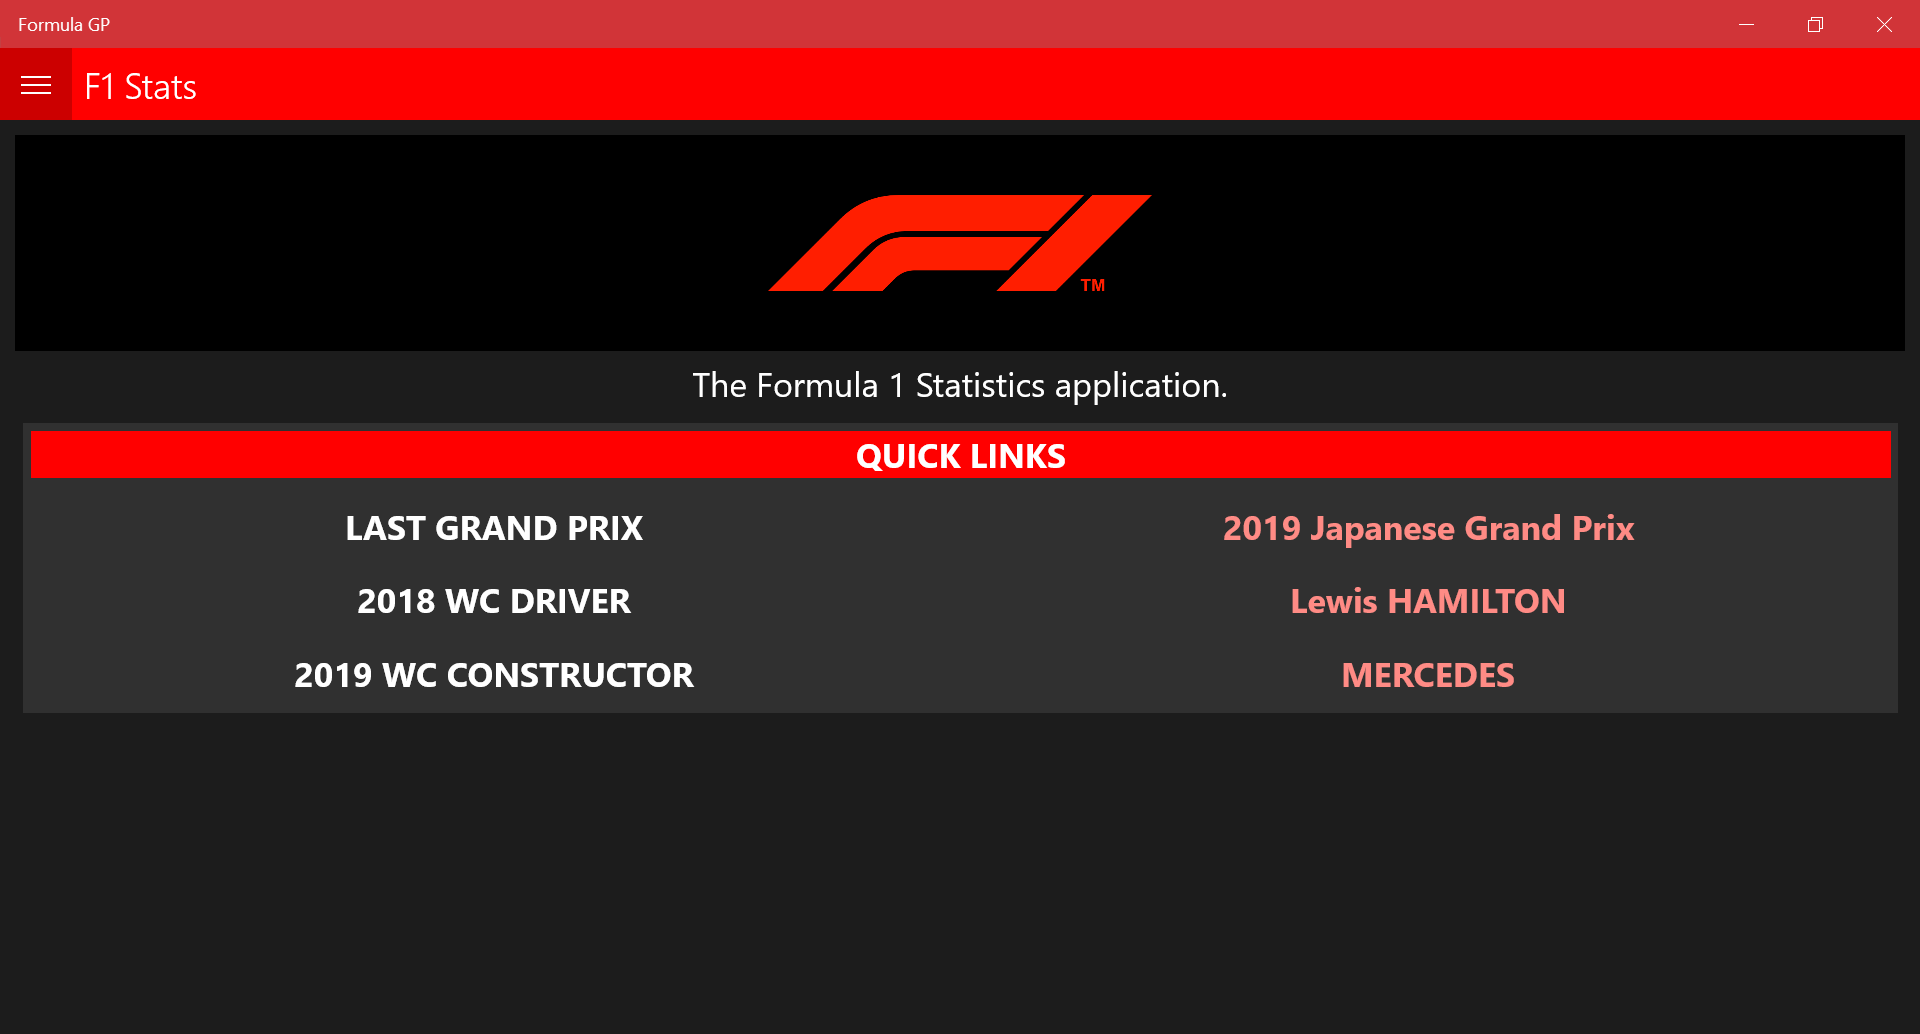 Formula GP
F1 Stats
F1 TM
The Formula 1 Statistics application.
QUICK LINKS
LAST GRAND PRIX 2019 Japanese Grand Prix
2018 WC DRIVER Lewis HAMILTON
2019 WC CONSTRUCTOR MERCEDES